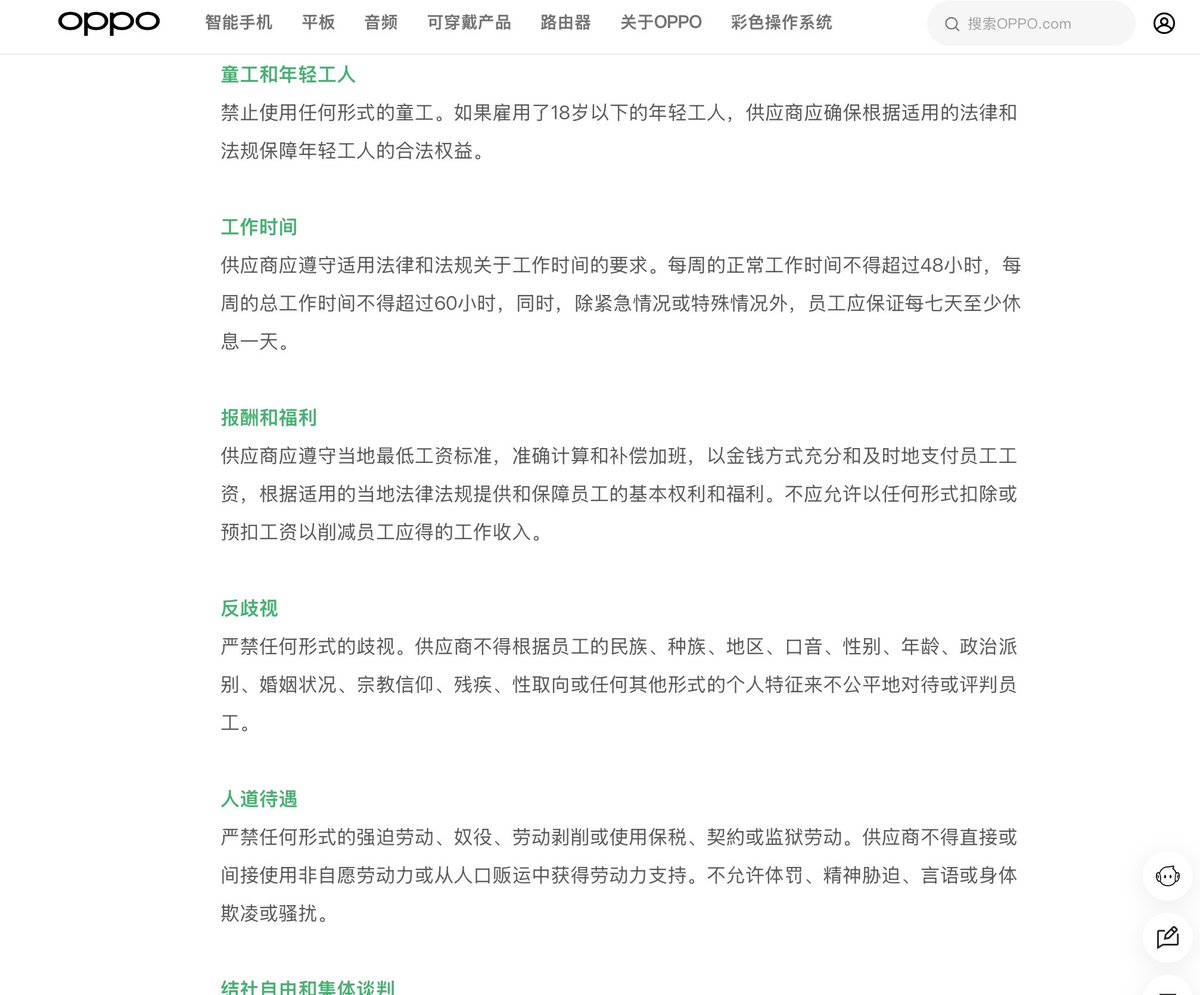 oppo 智能手机 平板 音频 可穿戴产品 路由器 关于OPPO 彩色操作系统 搜索OPPO.com
童工和年轻工人
禁止使用任何形式的童工。如果雇用了18岁以下的年轻工人，供应商应确保根据适用的法律和
法规保障年轻工人的合法权益。
工作时间
供应商应遵守适用法律和法规关于工作时间的要求。每周的正常工作时间不得超过48小时，每
周的总工作时间不得超过60小时，同时，除紧急情况或特殊情况外，员工应保证每七天至少休
息一天。
报酬和福利
供应商应遵守当地最低工资标准，准确计算和补偿加班，以金钱方式充分和及时地支付员工工
资，根据适用的当地法律法规提供和保障员工的基本权利和福利。不应允许以任何形式扣除或
预扣工资以削减员工应得的工作收入。
反歧视
严禁任何形式的歧视。供应商不得根据员工的民族、种族、地区、口音、性别、年龄、政治派
别、婚姻状况、宗教信仰、残疾、性取向或任何其他形式的个人特征来不公平地对待或评判员
工。
人道待遇
严禁任何形式的强迫劳动、奴役、劳动剥削或使用保税、契約或监狱劳动。供应商不得直接或
间接使用非自愿劳动力或从人口贩运中获得劳动力支持。不允许体罚、精神胁迫、言语或身体
欺凌或骚扰。
结社自由和集体谈判